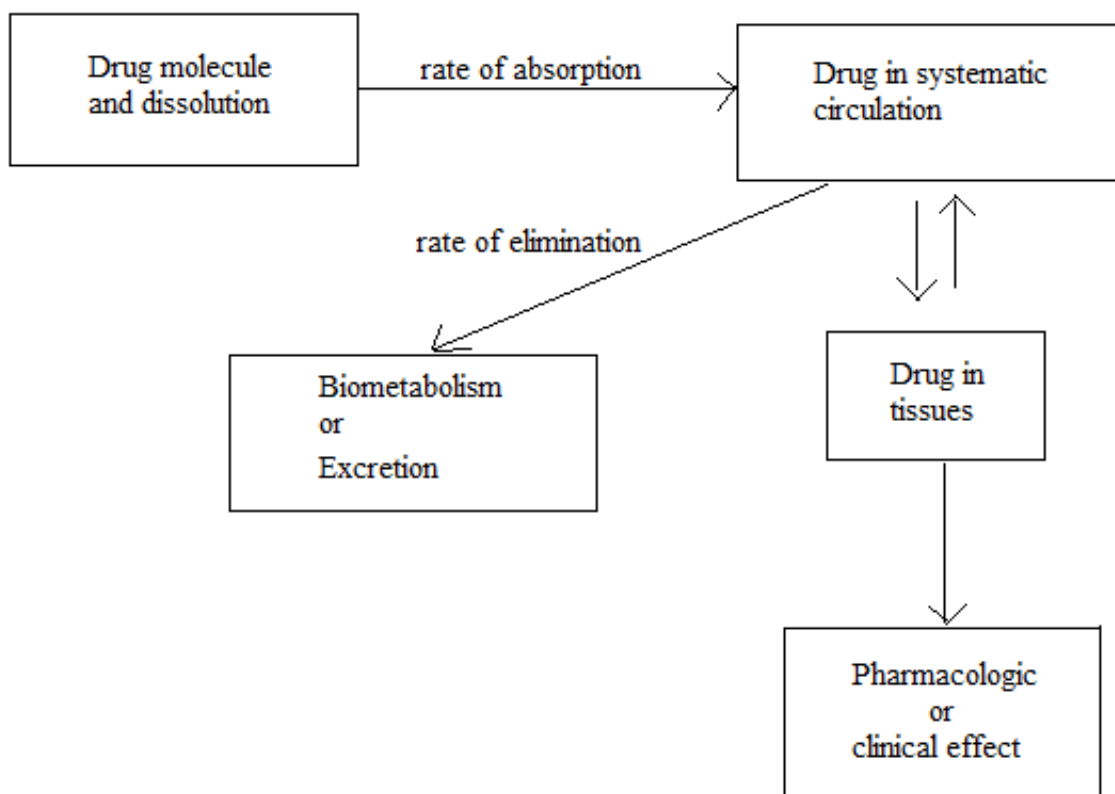 Drug molecule
and dissolution
rate of absorption
Drug in systematic
circulation
rate of elimination
Biometabolism
or
Excretion
Drug in
tissues
Pharmacologic
or
clinical effect